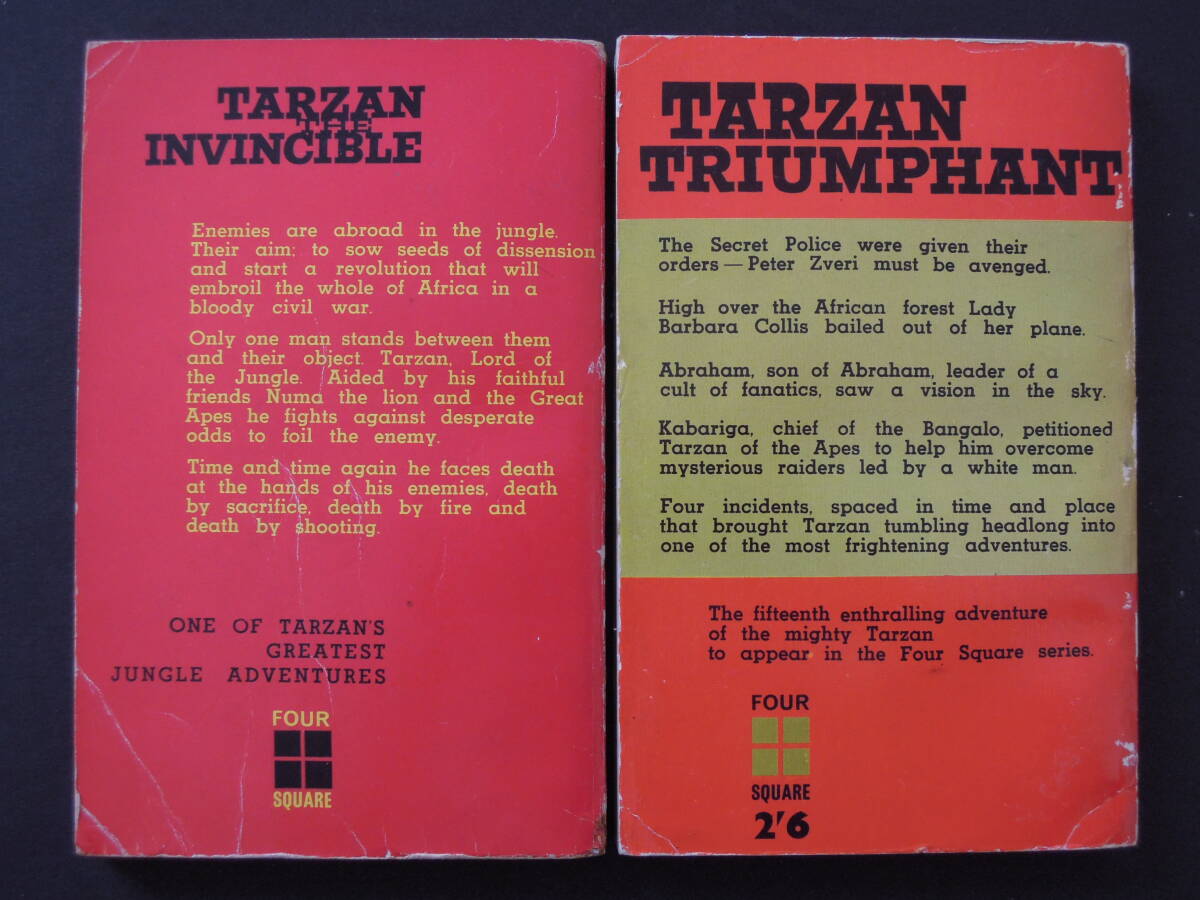 TARZAN
THE
INVINCIBLE
Enemies are abroad in the jungle.
Their aim: to sow seeds of dissension
and start a revolution that will
embroil the whole of Africa in a
bloody civil war.
Only one man stands between them
and their object. Tarzan, Lord of
the Jungle. Aided by his faithful
friends Numa the lion and the Great
Apes he fights against desperate
odds to foil the enemy.
Time and time again he faces death
at the hands of his enemies, death
by sacrifice, death by fire and
death by shooting.
ONE OF TARZAN'S
GREATEST
JUNGLE ADVENTURES
FOUR
SQUARE
TARZAN
TRIUMPHANT
The Secret Police were given their
orders — Peter Zveri must be avenged.
High over the African forest Lady
Barbara Collis bailed out of her plane.
Abraham, son of Abraham, leader of a
cult of fanatics, saw a vision in the sky.
Kabariga, chief of the Bangalo, petitioned
Tarzan of the Apes to help him overcome
mysterious raiders led by a white man.
Four incidents, spaced in time and place
that brought Tarzan tumbling headlong into
one of the most frightening adventures.
The fifteenth enthralling adventure
of the mighty Tarzan
to appear in the Four Square series.
FOUR
SQUARE
2'6